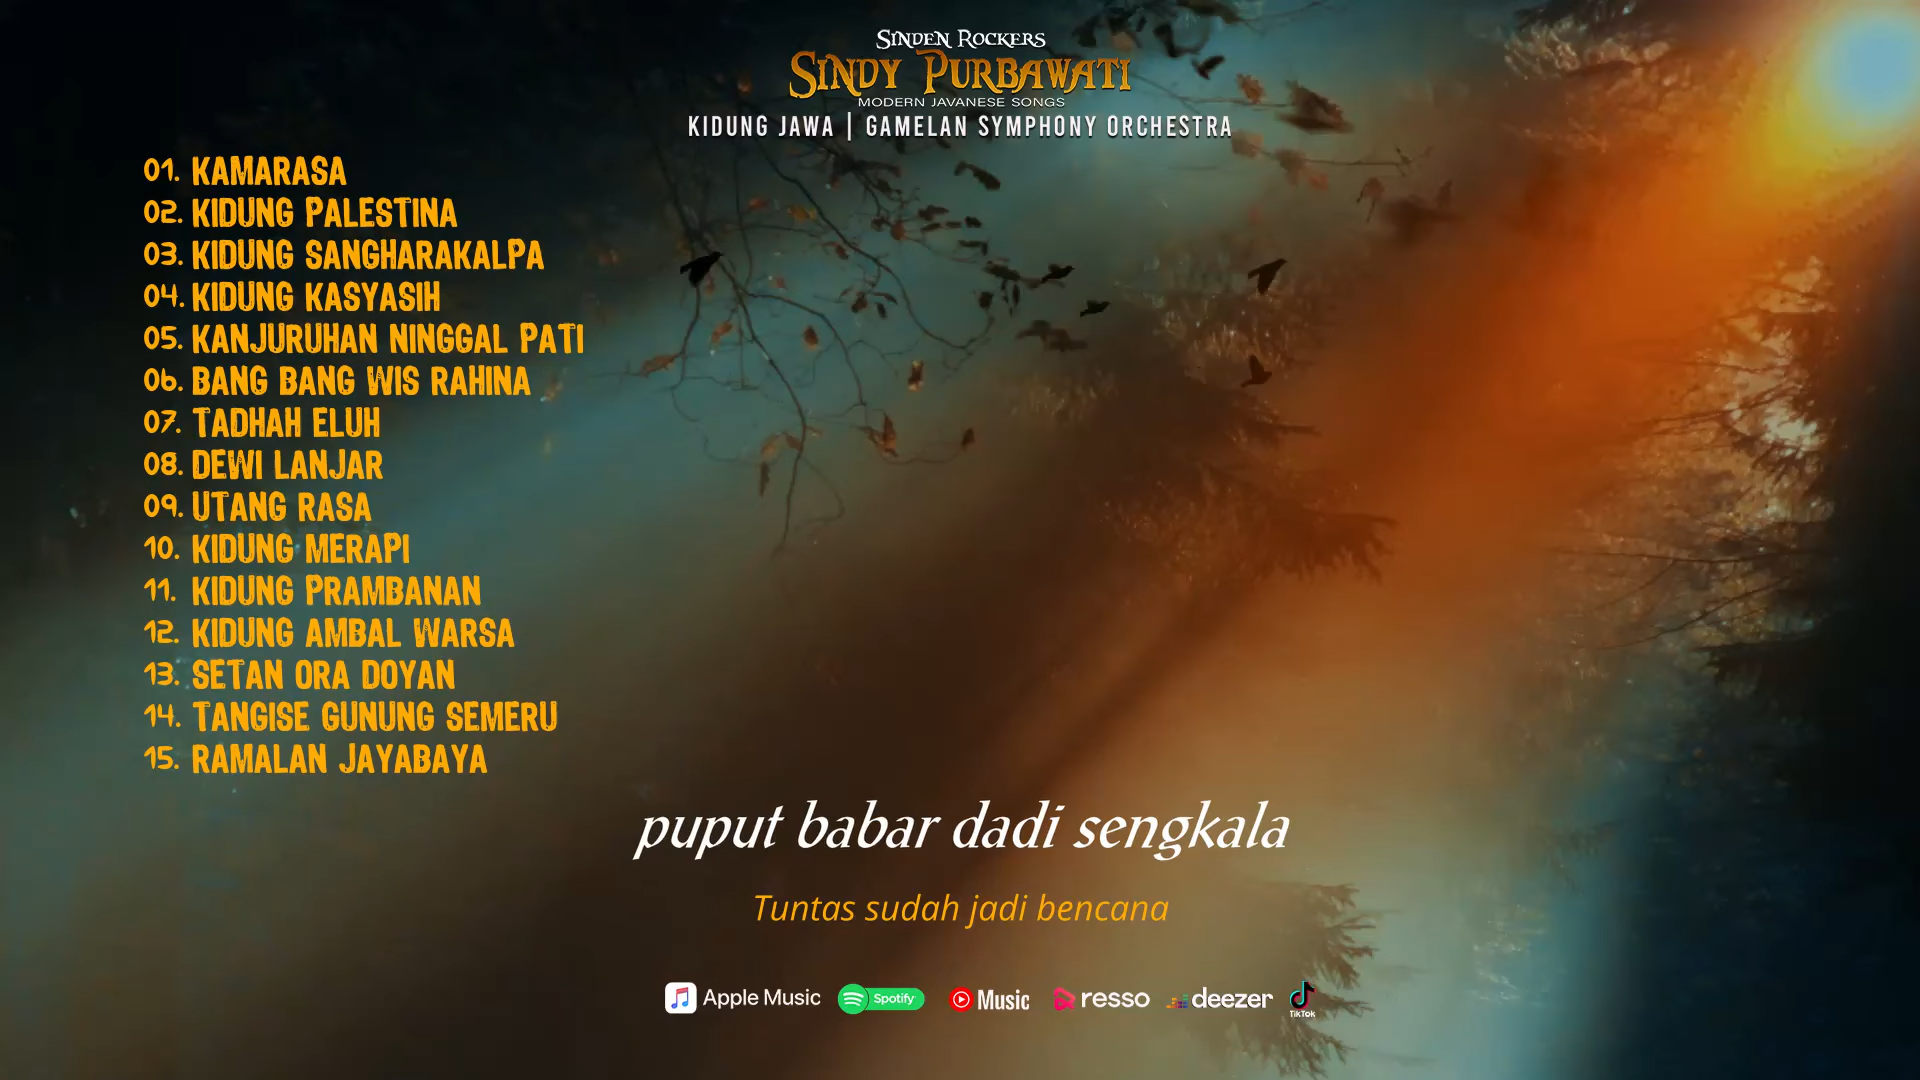 SINDEN ROCKERS
SINDY PURBAWATI
MODERN JAVANESE SONGS
KIDUNG JAWA | GAMELAN SYMPHONY ORCHESTRA
01. KAMARASA
02. KIDUNG PALESTINA
03. KIDUNG SANGHARAKALPA
04. KIDUNG KASYASIH
05. KANJURUHAN NINGGAL PATI
06. BANG BANG WIS RAHINA
07. TADHAH ELUH
08. DEWI LANJAR
09. UTANG RASA
10. KIDUNG MERAPI
11. KIDUNG PRAMBANAN
12. KIDUNG AMBAL WARSA
13. SETAN ORA DOYAN
14. TANGISE GUNUNG SEMERU
15. RAMALAN JAYABAYA
puput babar dadi sengkala
Tuntas sudah jadi bencana
Apple Music Spotify Music resso deezer TikTok